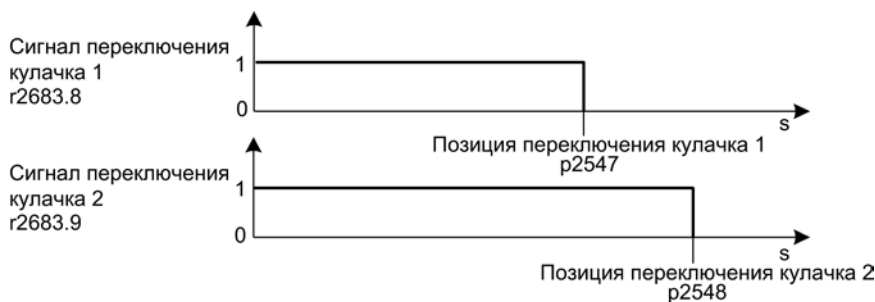 Сигнал переключения
кулачка 1
r2683.8
1
0
s
Позиция переключения кулачка 1
p2547
Сигнал переключения
кулачка 2
r2683.9
1
0
s
Позиция переключения кулачка 2
p2548